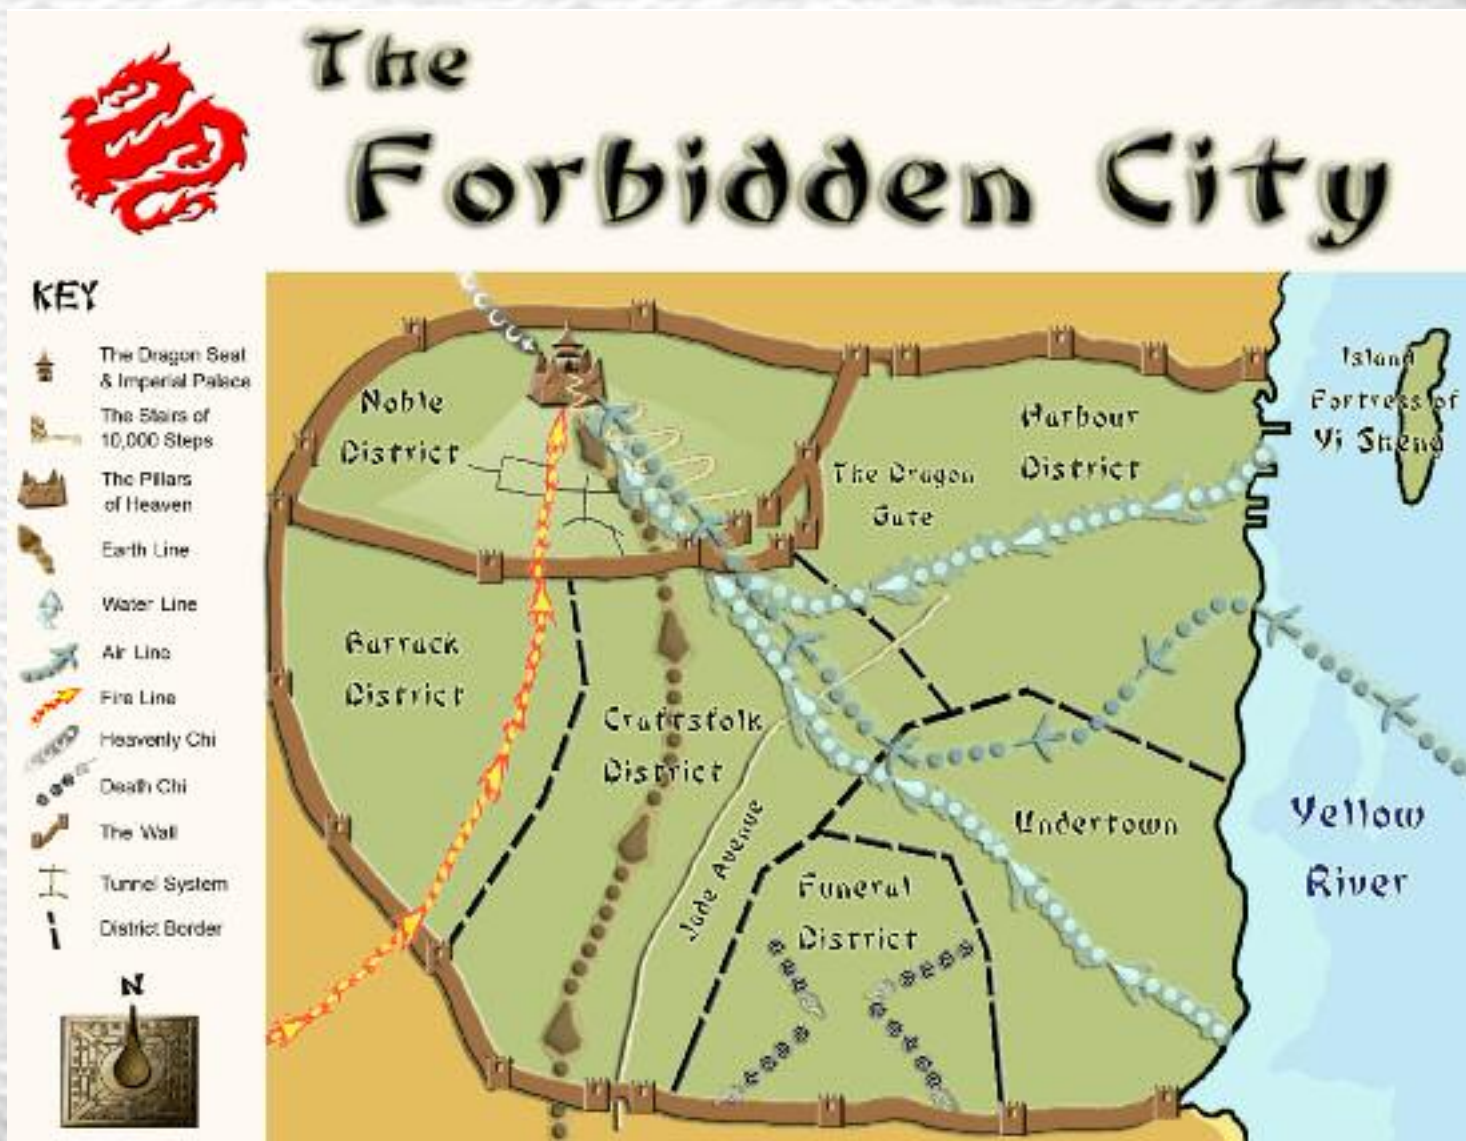 The
Forbidden City
KEY
The Dragon Seat
& Imperial Palace
The Stairs of
10,000 Steps
The Pillars
of Heaven
Earth Line
Water Line
Air Line
Fire Line
Heavenly Chi
Death Chi
The Wall
Tunnel System
District Border
N
Noble
District
Harbour
District
The Dragon
Gate
Island
Fortress of
Yi Sheng
Barrack
District
Craftsfolk
District
Jade Avenue
Undertown
Funeral
District
Yellow
River